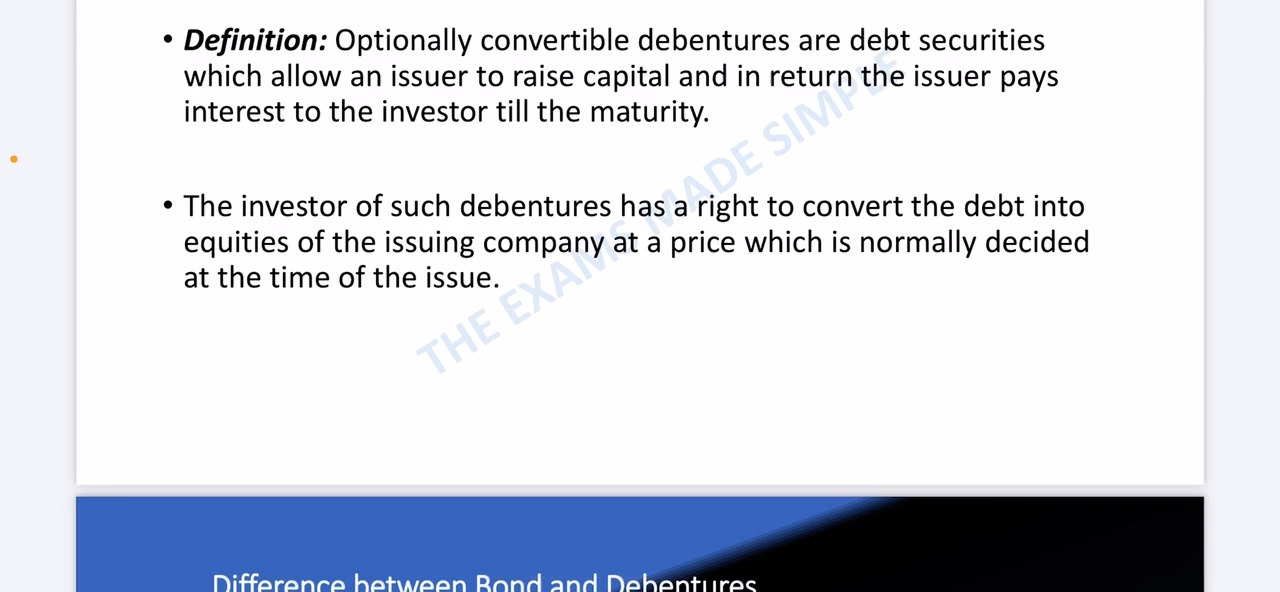 • Definition: Optionally convertible debentures are debt securities
which allow an issuer to raise capital and in return the issuer pays
interest to the investor till the maturity.
• The investor of such debentures has a right to convert the debt into
equities of the issuing company at a price which is normally decided
at the time of the issue.
THE EXAMS MADE SIMPLE
Difference between Bond and Debentures